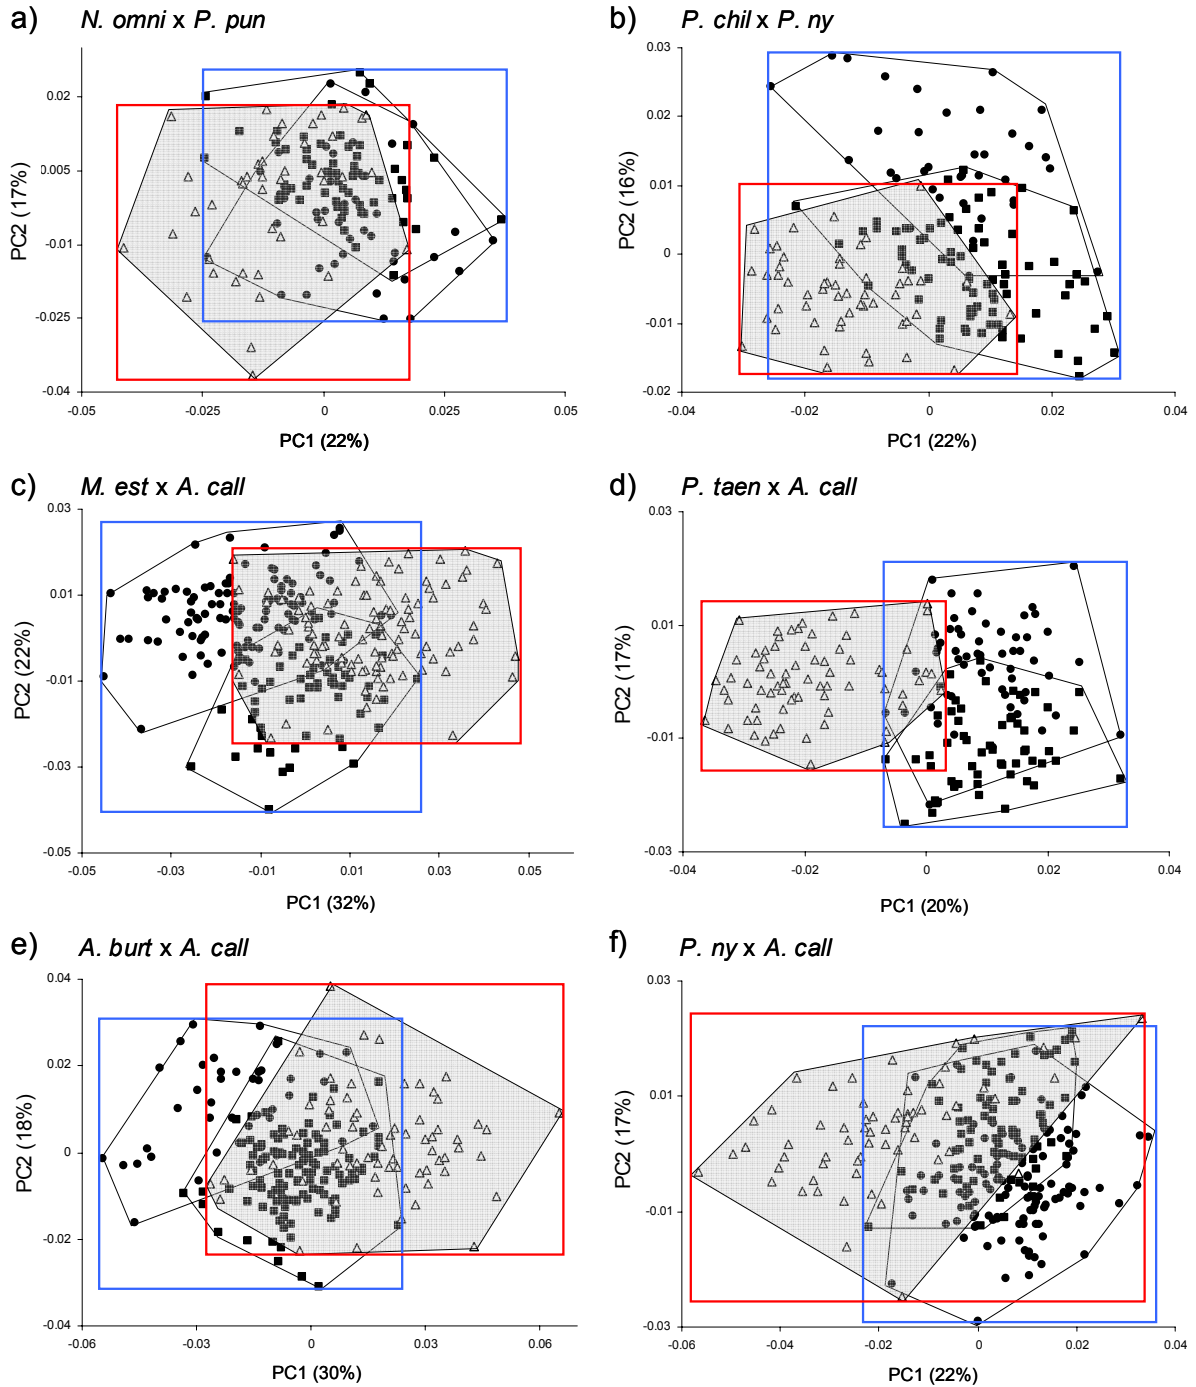 a) N. omni x P. pun
0.02
0.005
-0.01
-0.025
-0.04
PC2 (17%)
-0.05 -0.025 0 0.025 0.05
PC1 (22%)
b) P. chil x P. ny
0.03
0.02
0.01
0
-0.01
-0.02
PC2 (16%)
-0.04 -0.02 0 0.02 0.04
PC1 (22%)
c) M. est x A. call
0.03
0.01
-0.01
-0.03
-0.05
PC2 (22%)
-0.05 -0.03 -0.01 0.01 0.03 0.05
PC1 (32%)
d) P. taen x A. call
0.03
0.01
-0.01
-0.03
PC2 (17%)
-0.04 -0.02 0 0.02 0.04
PC1 (20%)
e) A. burt x A. call
0.04
0.02
0
-0.02
-0.04
PC2 (18%)
-0.06 -0.03 0 0.03 0.06
PC1 (30%)
f) P. ny x A. call
0.03
0.01
-0.01
-0.03
PC2 (17%)
-0.06 -0.04 -0.02 0 0.02 0.04
PC1 (22%)